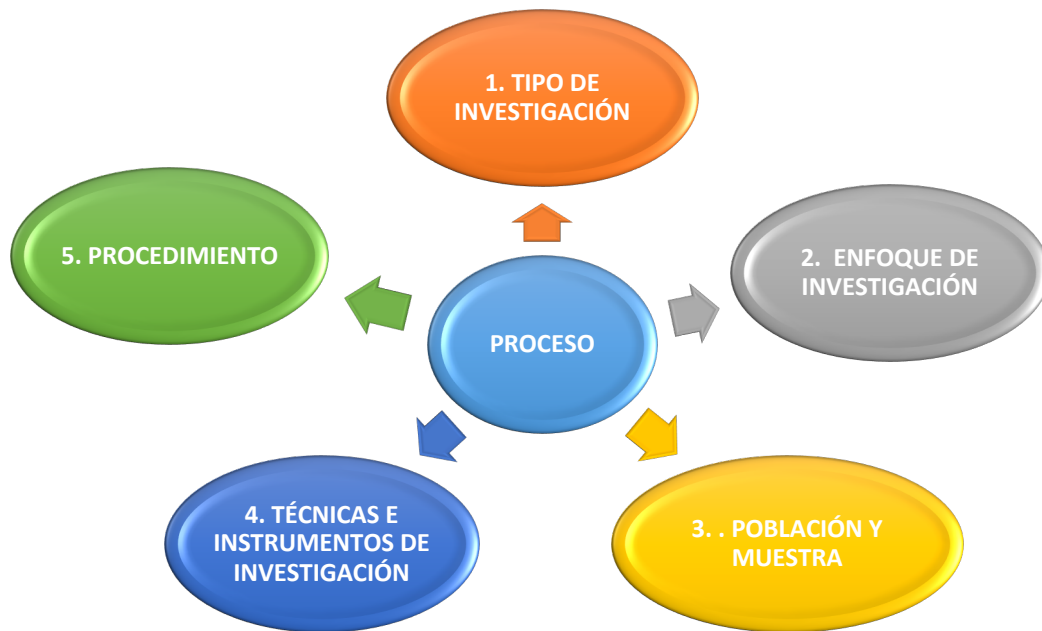 1. TIPO DE
INVESTIGACIÓN
2. ENFOQUE DE
INVESTIGACIÓN
3. . POBLACIÓN Y
MUESTRA
4. TÉCNICAS E
INSTRUMENTOS DE
INVESTIGACIÓN
5. PROCEDIMIENTO
PROCESO